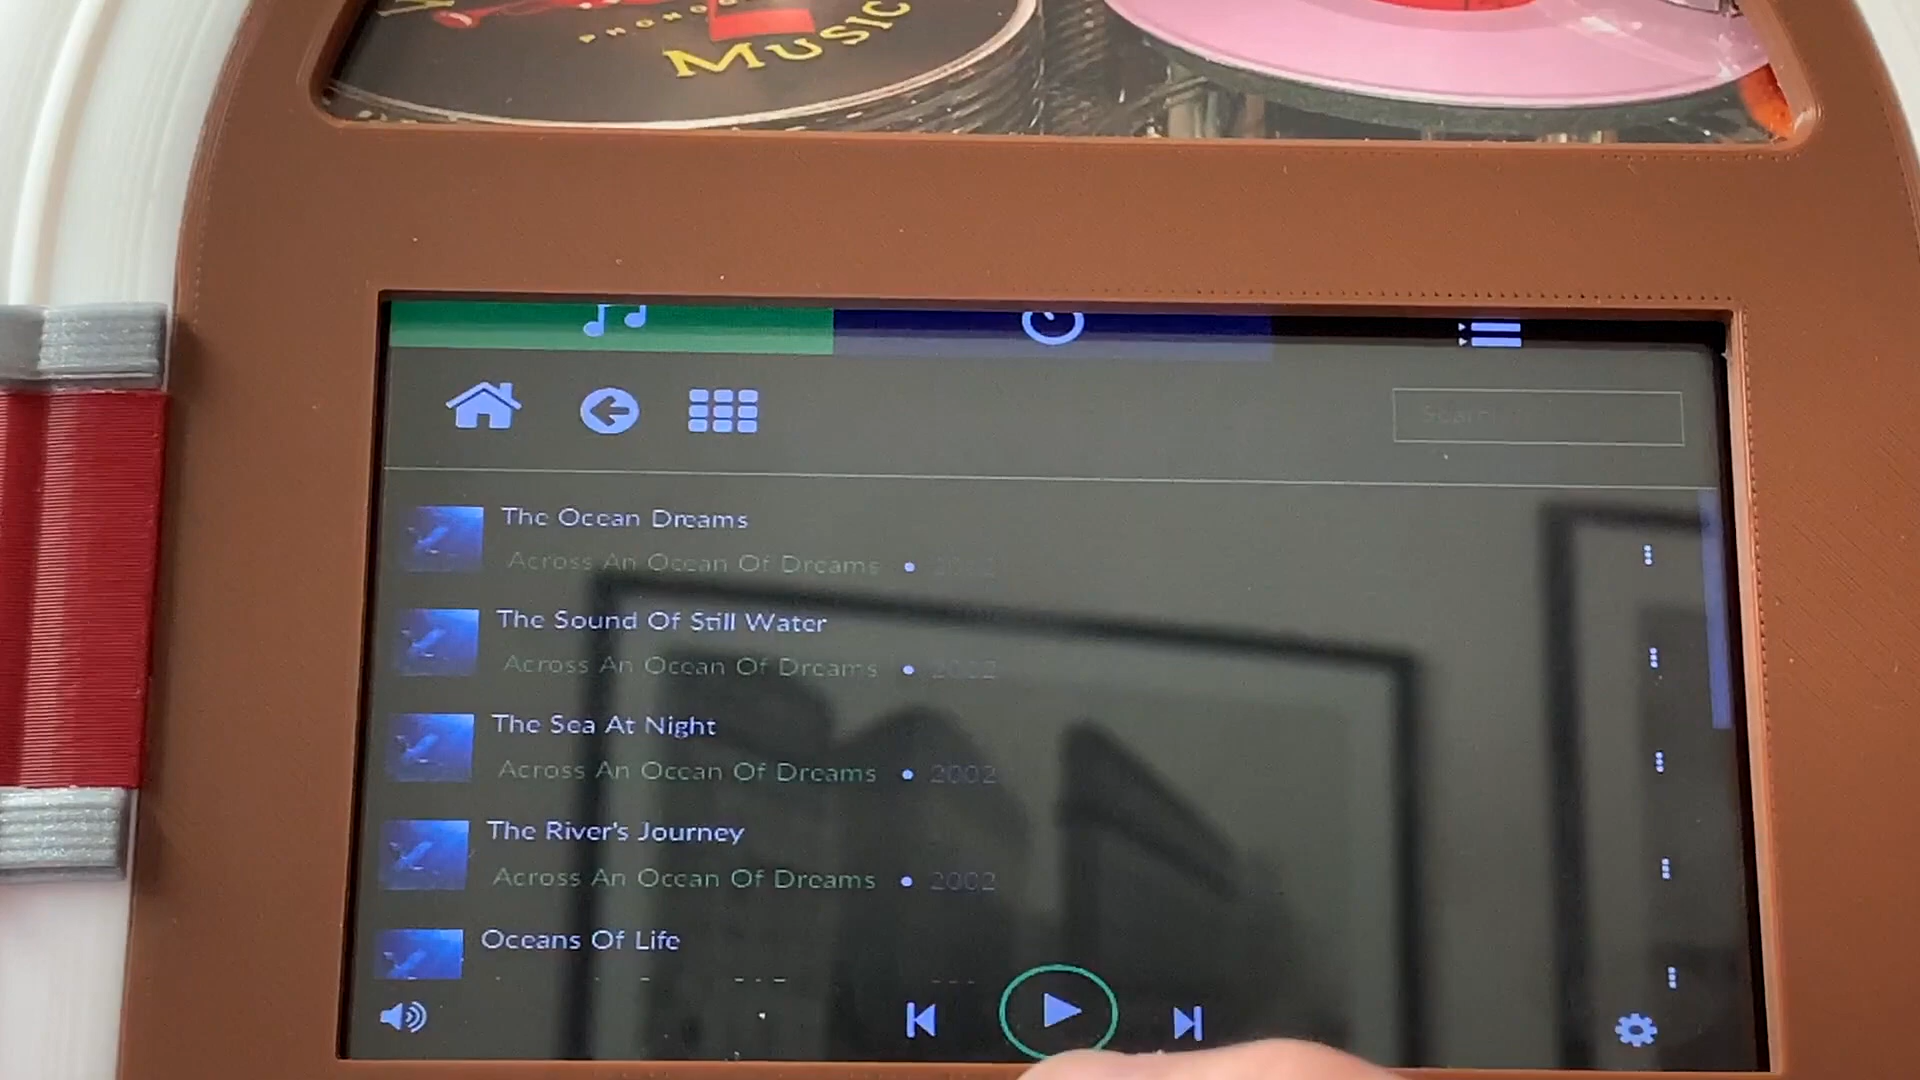 Music
Search
The Ocean Dreams
Across An Ocean Of Dreams • 2002
The Sound Of Still Water
Across An Ocean Of Dreams • 2002
The Sea At Night
Across An Ocean Of Dreams • 2002
The River's Journey
Across An Ocean Of Dreams • 2002
Oceans Of Life